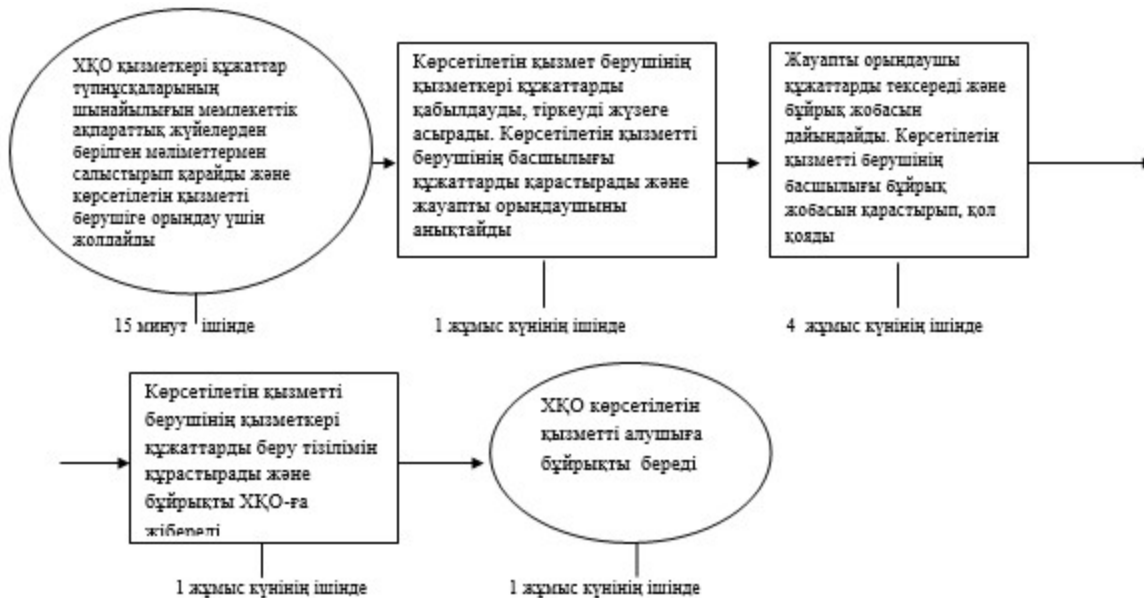 ХҚО қызметкері құжаттар
түпнұсқаларының
шынайылығын мемлекеттік
ақпараттық жүйелерден
берілген мәліметтермен
салыстырып қарайды және
көрсетілетін қызметті
берушіге орындау үшін
жолдайды
15 минут ішінде
Көрсетілетін қызмет берушінің
қызметкері құжаттарды
қабылдауды, тіркеуді жүзеге
асырады. Көрсетілетін қызметті
берушінің басшылығы
құжаттарды қарастырады және
жауапты орындаушыны
анықтайды
1 жұмыс күнінің ішінде
Жауапты орындаушы
құжаттарды тексереді және
бұйрық жобасын
дайындайды. Көрсетілетін
қызметті берушінің
басшылығы бұйрық
жобасын қарастырып, қол
қояды
4 жұмыс күнінің ішінде
Көрсетілетін қызметті
берушінің қызметкері
құжаттарды беру тізілімін
құрастырады және
бұйрықты ХҚО-ға
жібереді
1 жұмыс күнінің ішінде
ХҚО көрсетілетін
қызметті алушыға
бұйрықты береді
1 жұмыс күнінің ішінде